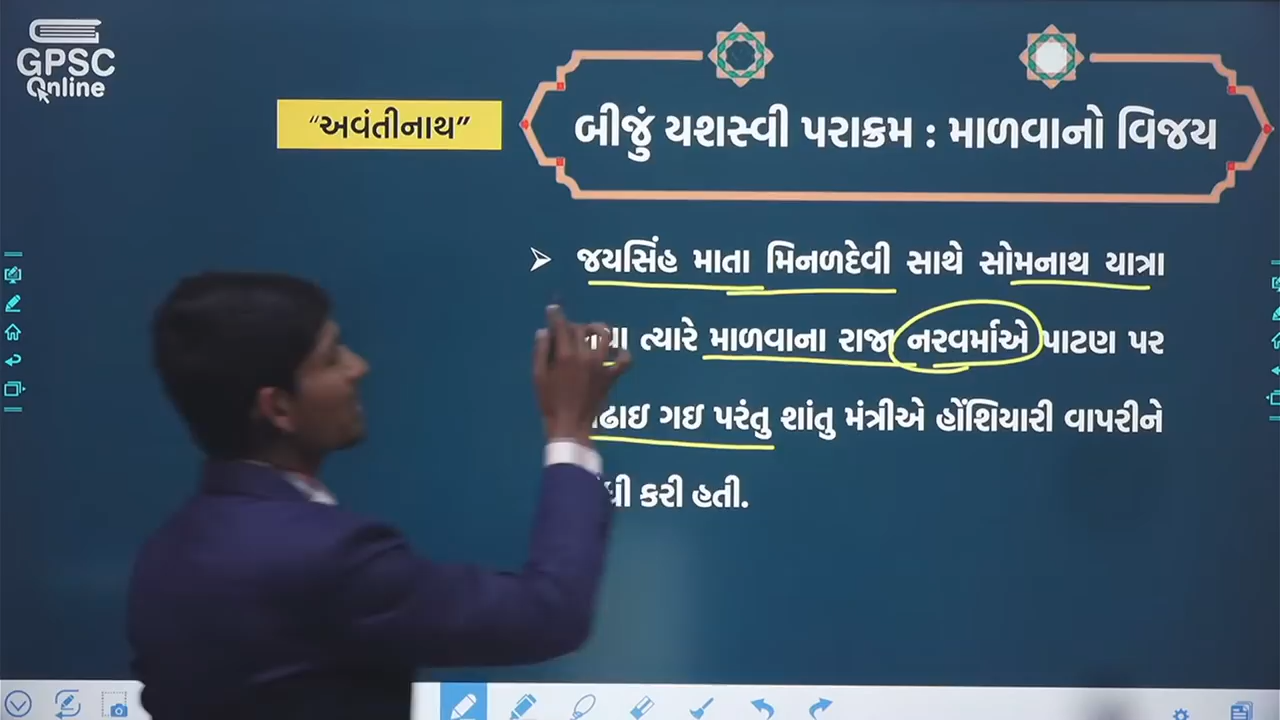 GPSC
Online
“અવંતીનાથ”
બીજું યશસ્વી પરાક્રમ : માળવાનો વિજય
જયસિંહ માતા મિનળદેવી સાથે સોમનાથ યાત્રા
ત્યારે માળવાના રાજા નરવર્માએ પાટણ પર
ગઇ પરંતુ શાંતુ મંત્રીએ હોંશિયારી વાપરીને
કરી હતી.